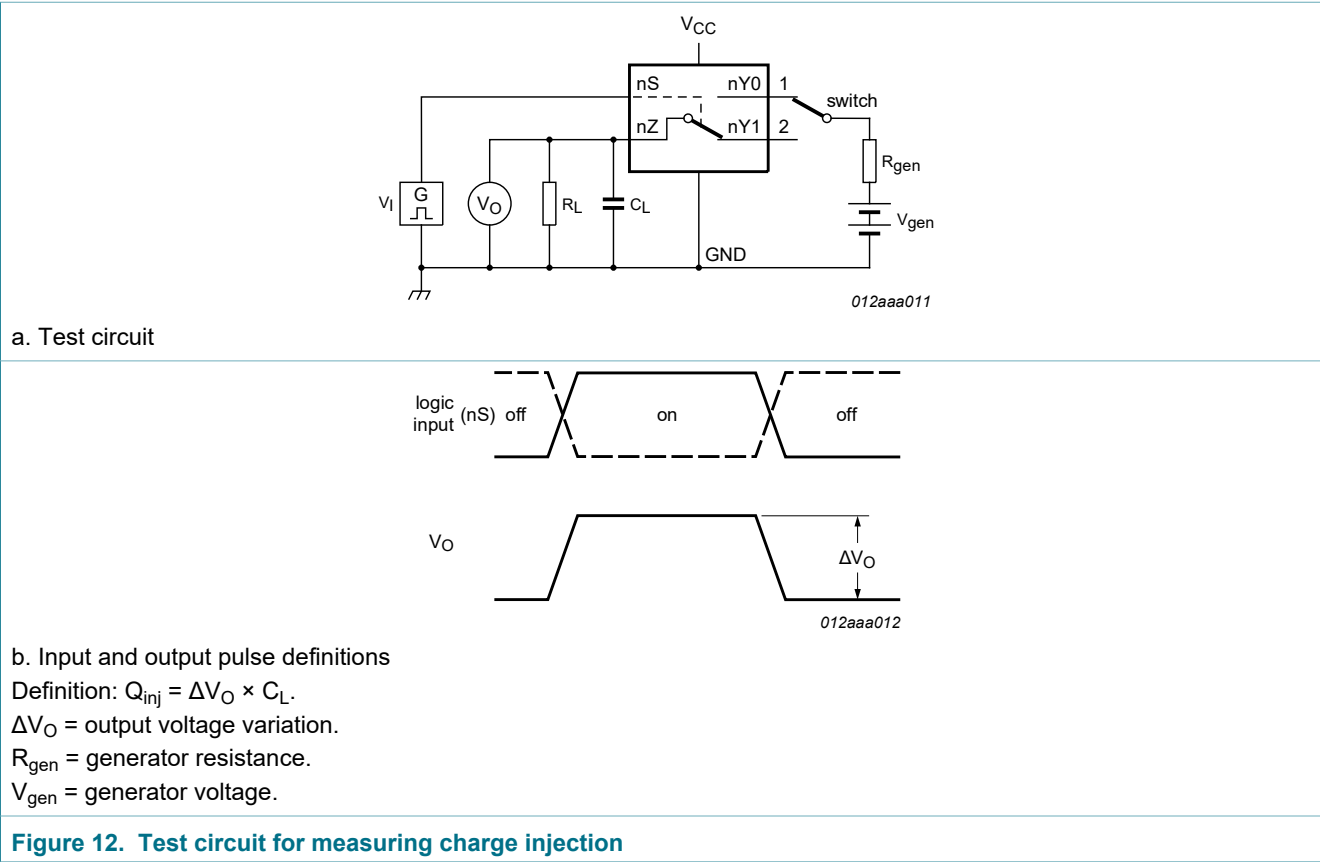 VCC
nS nY0 1
switch
nZ nY1 2
Rgen
VI G VO RL CL
Vgen
GND
012aaa011
a. Test circuit
logic
input (nS) off on off
VO
ΔVO
012aaa012
b. Input and output pulse definitions
Definition: Qinj = ΔVO × CL.
ΔVO = output voltage variation.
Rgen = generator resistance.
Vgen = generator voltage.
Figure 12. Test circuit for measuring charge injection